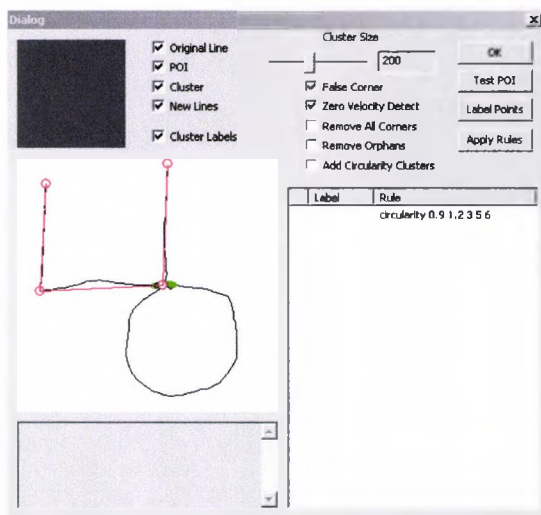 Dialog
Original Line
POI
Cluster
New Lines
Cluster Labels
Cluster Size
200
False Corner
Zero Velocity Detect
Remove All Corners
Remove Orphans
Add Circularity Clusters
OK
Test POI
Label Points
Apply Rules
Label Rule
circularity 0.9 1.2 3 5 6